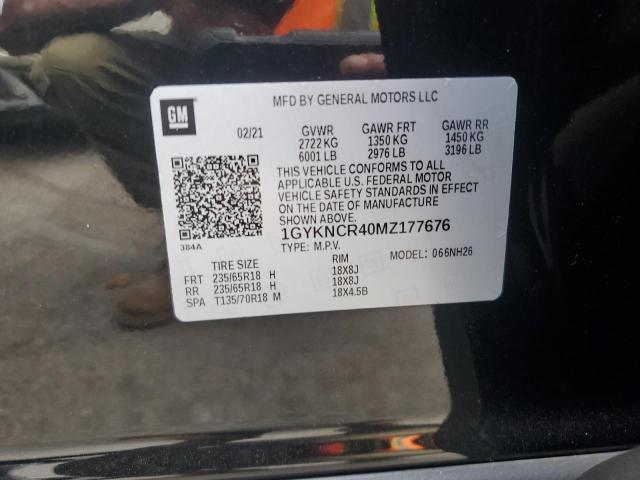 GM
MFD BY GENERAL MOTORS LLC
02/21
GVWR GAWR FRT GAWR RR
2722 KG 1350 KG 1450 KG
6001 LB 2976 LB 3196 LB
THIS VEHICLE CONFORMS TO ALL
APPLICABLE U.S. FEDERAL MOTOR
VEHICLE SAFETY STANDARDS IN EFFECT
ON THE DATE OF MANUFACTURE
SHOWN ABOVE.
384A
1GYKNCR40MZ177676
TYPE: M.P.V. MODEL: 066NH26
TIRE SIZE RIM
FRT 235/65R18 H 18X8J
RR 235/65R18 H 18X8J
SPA T135/70R18 M 18X4.5B